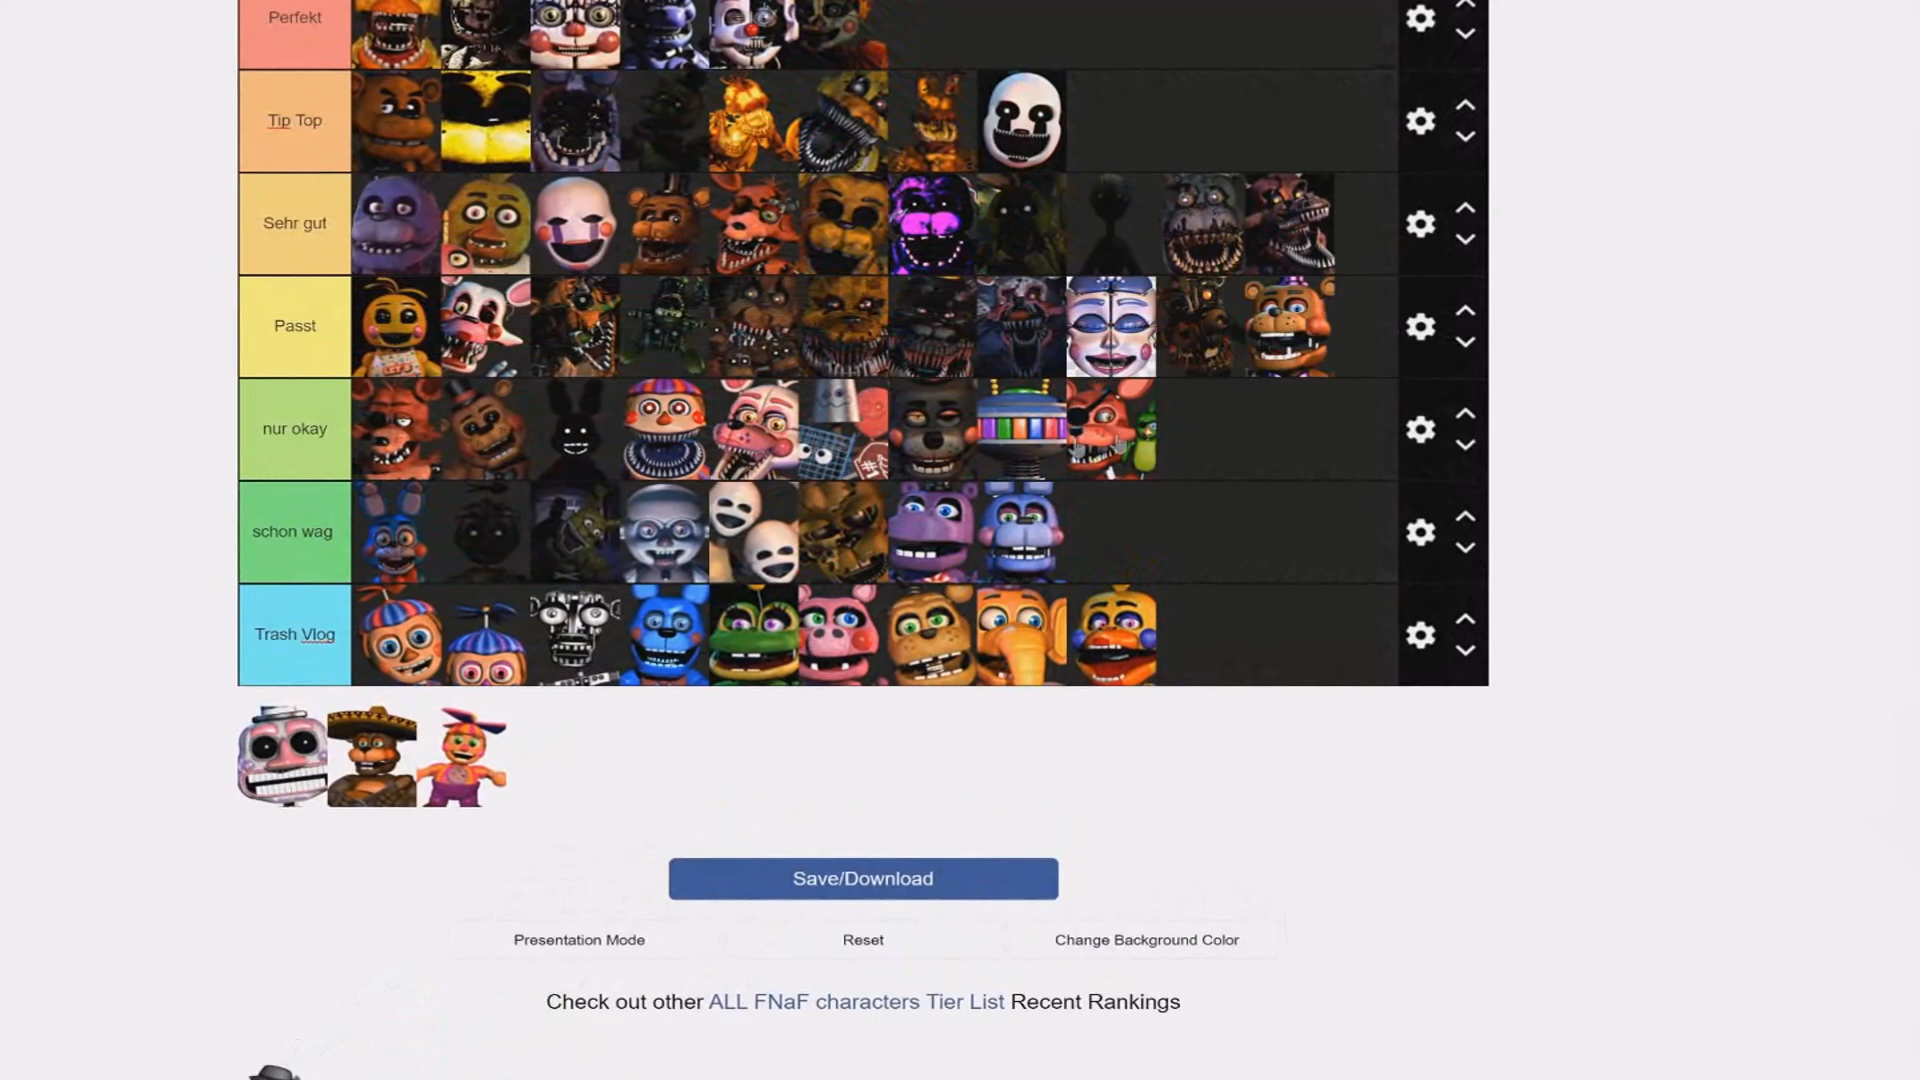 Perfekt
Tip Top
Sehr gut
Passt
nur okay
schon wag
Trash Vlog
Save/Download
Presentation Mode
Reset
Change Background Color
Check out other ALL FNaF characters Tier List Recent Rankings